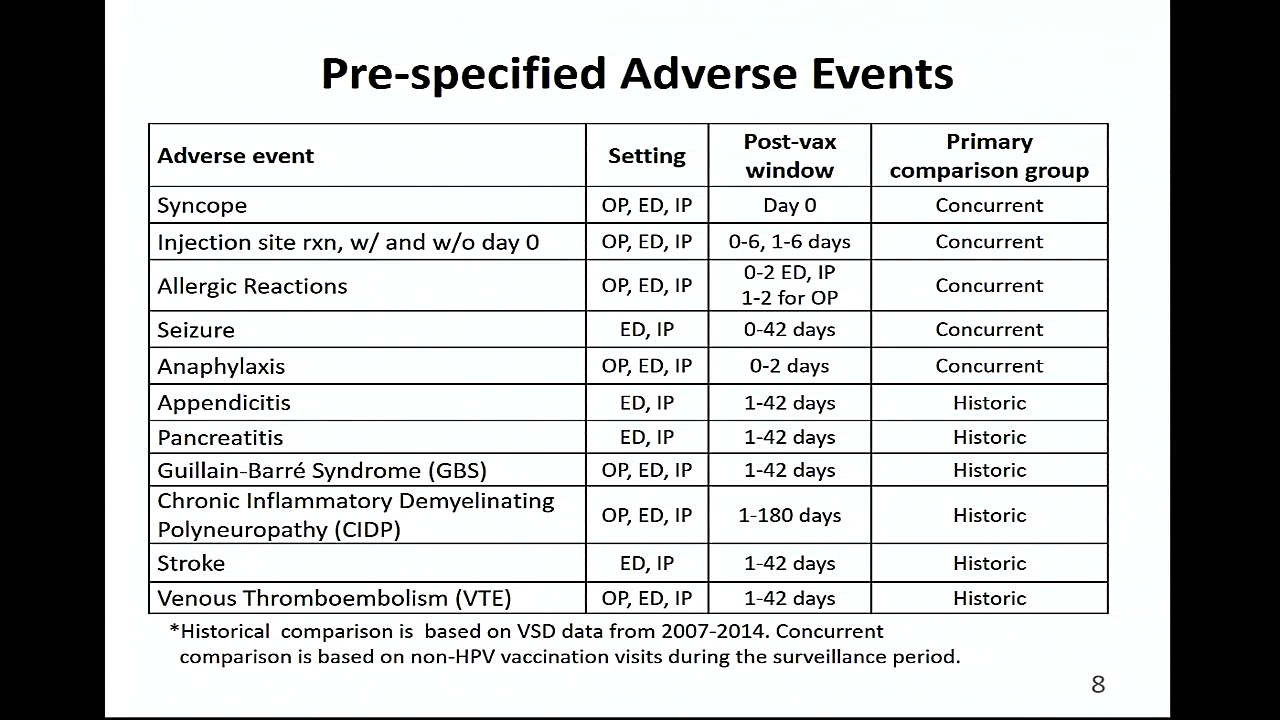 Pre-specified Adverse Events
Adverse event Setting Post-vax window Primary comparison group
Syncope OP, ED, IP Day 0 Concurrent
Injection site rxn, w/ and w/o day 0 OP, ED, IP 0-6, 1-6 days Concurrent
Allergic Reactions OP, ED, IP 0-2 ED, IP 1-2 for OP Concurrent
Seizure ED, IP 0-42 days Concurrent
Anaphylaxis OP, ED, IP 0-2 days Concurrent
Appendicitis ED, IP 1-42 days Historic
Pancreatitis ED, IP 1-42 days Historic
Guillain-Barré Syndrome (GBS) OP, ED, IP 1-42 days Historic
Chronic Inflammatory Demyelinating Polyneuropathy (CIDP) OP, ED, IP 1-180 days Historic
Stroke ED, IP 1-42 days Historic
Venous Thromboembolism (VTE) OP, ED, IP 1-42 days Historic
*Historical comparison is based on VSD data from 2007-2014. Concurrent
comparison is based on non-HPV vaccination visits during the surveillance period.
8